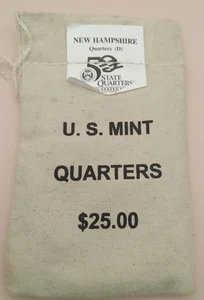 NEW HAMPSHIRE
Quarters (D)
50
STATE
QUARTERS
U. S. MINT
QUARTERS
$25.00